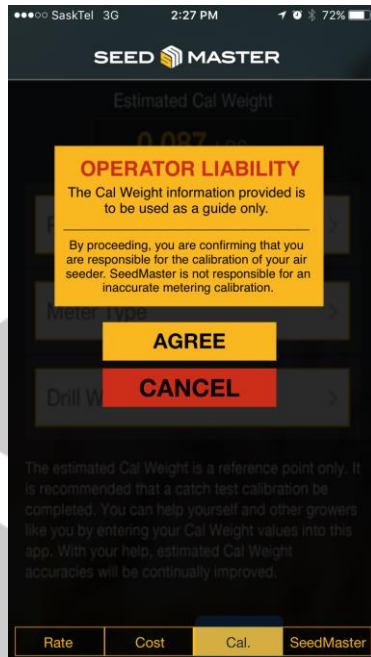 SaskTel 3G 2:27 PM 72%
SEED MASTER
Estimated Cal Weight
0.087
OPERATOR LIABILITY
The Cal Weight information provided is
to be used as a guide only.
By proceeding, you are confirming that you
are responsible for the calibration of your air
seeder. SeedMaster is not responsible for an
inaccurate metering calibration.
Meter Type
AGREE
CANCEL
Drill W
The estimated Cal Weight is a reference point only. It
is recommended that a catch test calibration be
completed. You can help yourself and other growers
like you by entering your Cal Weight values into this
app. With your help, estimated Cal Weight
accuracies will be continually improved.
Rate Cost Cal. SeedMaster